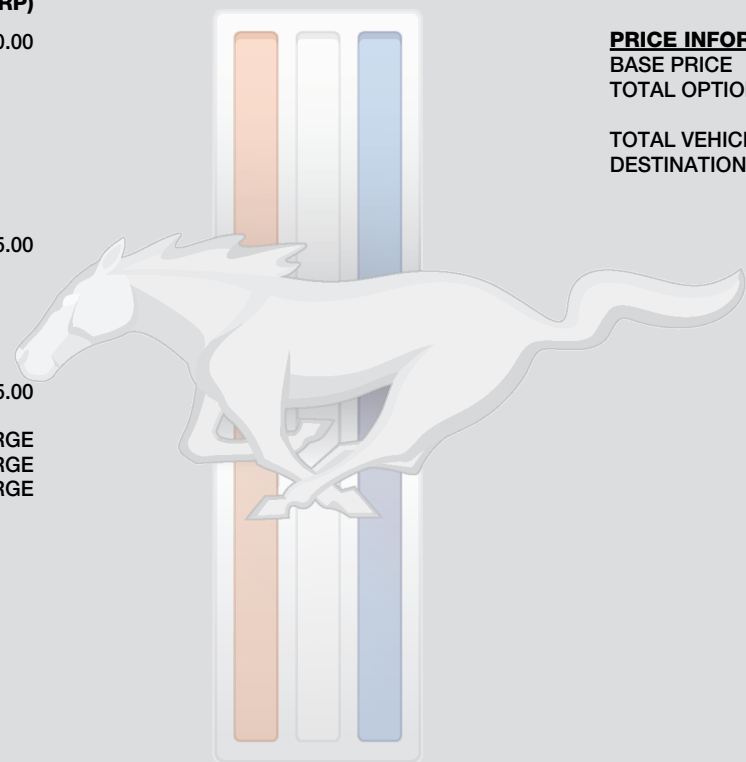 RP)
0.00
5.00
5.00
RGE
RGE
RGE
PRICE INFOR
BASE PRICE
TOTAL OPTIO
TOTAL VEHICL
DESTINATION